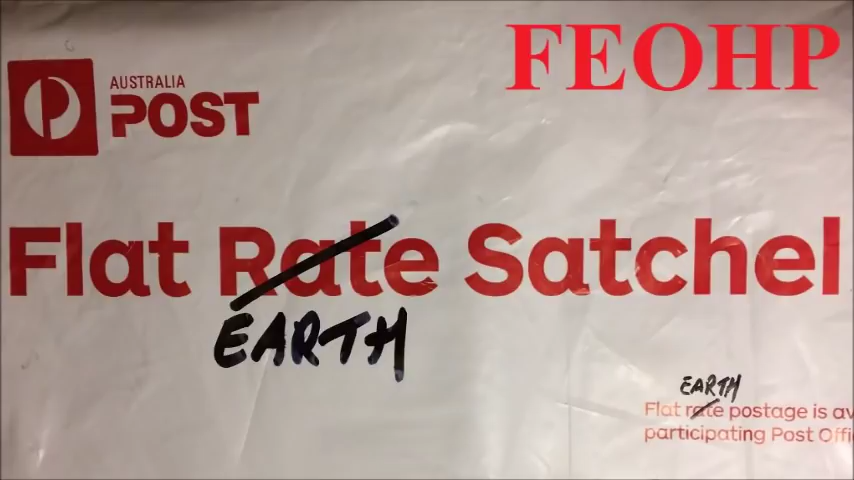 FEOHP
AUSTRALIA
POST
Flat Rate Satchel
EARTH
EARTH
Flat rate postage is av
participating Post Offi